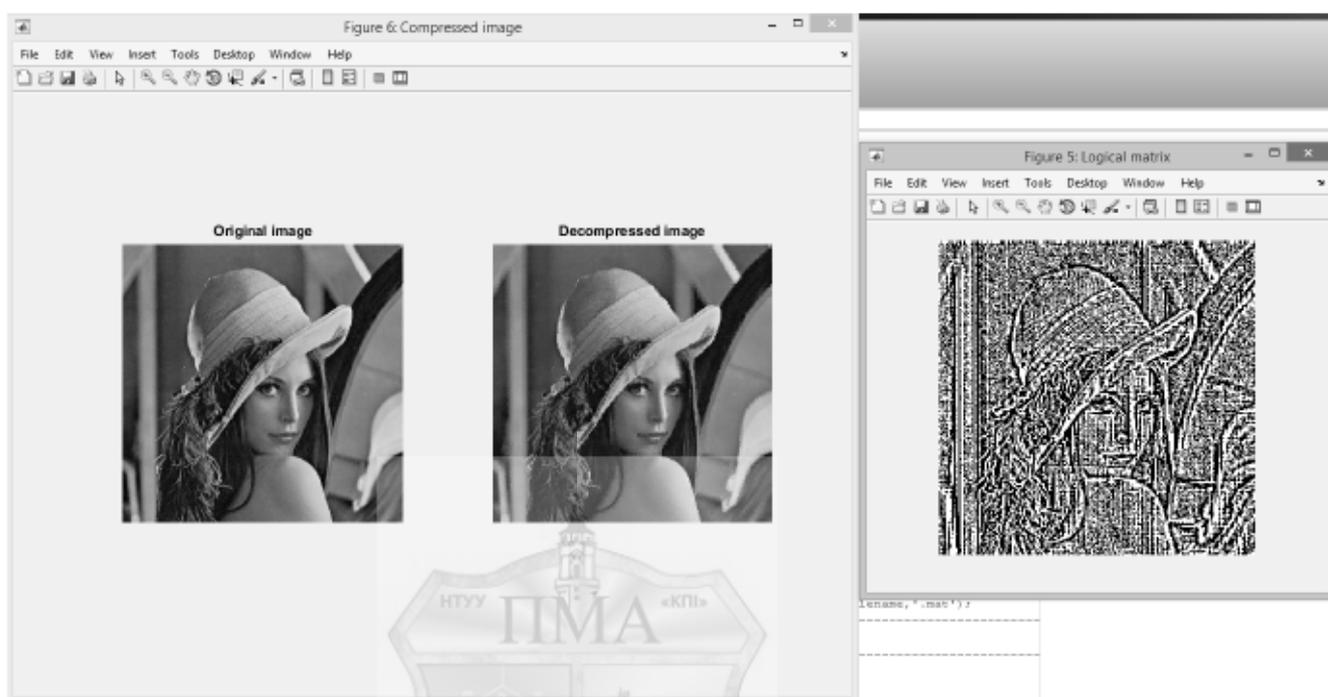 Figure 6: Compressed image
File Edit View Insert Tools Desktop Window Help
Original image
Decompressed image
НТУУ ПМА «КПІ»
Figure 5: Logical matrix
File Edit View Insert Tools Desktop Window Help
lename,'.mat');